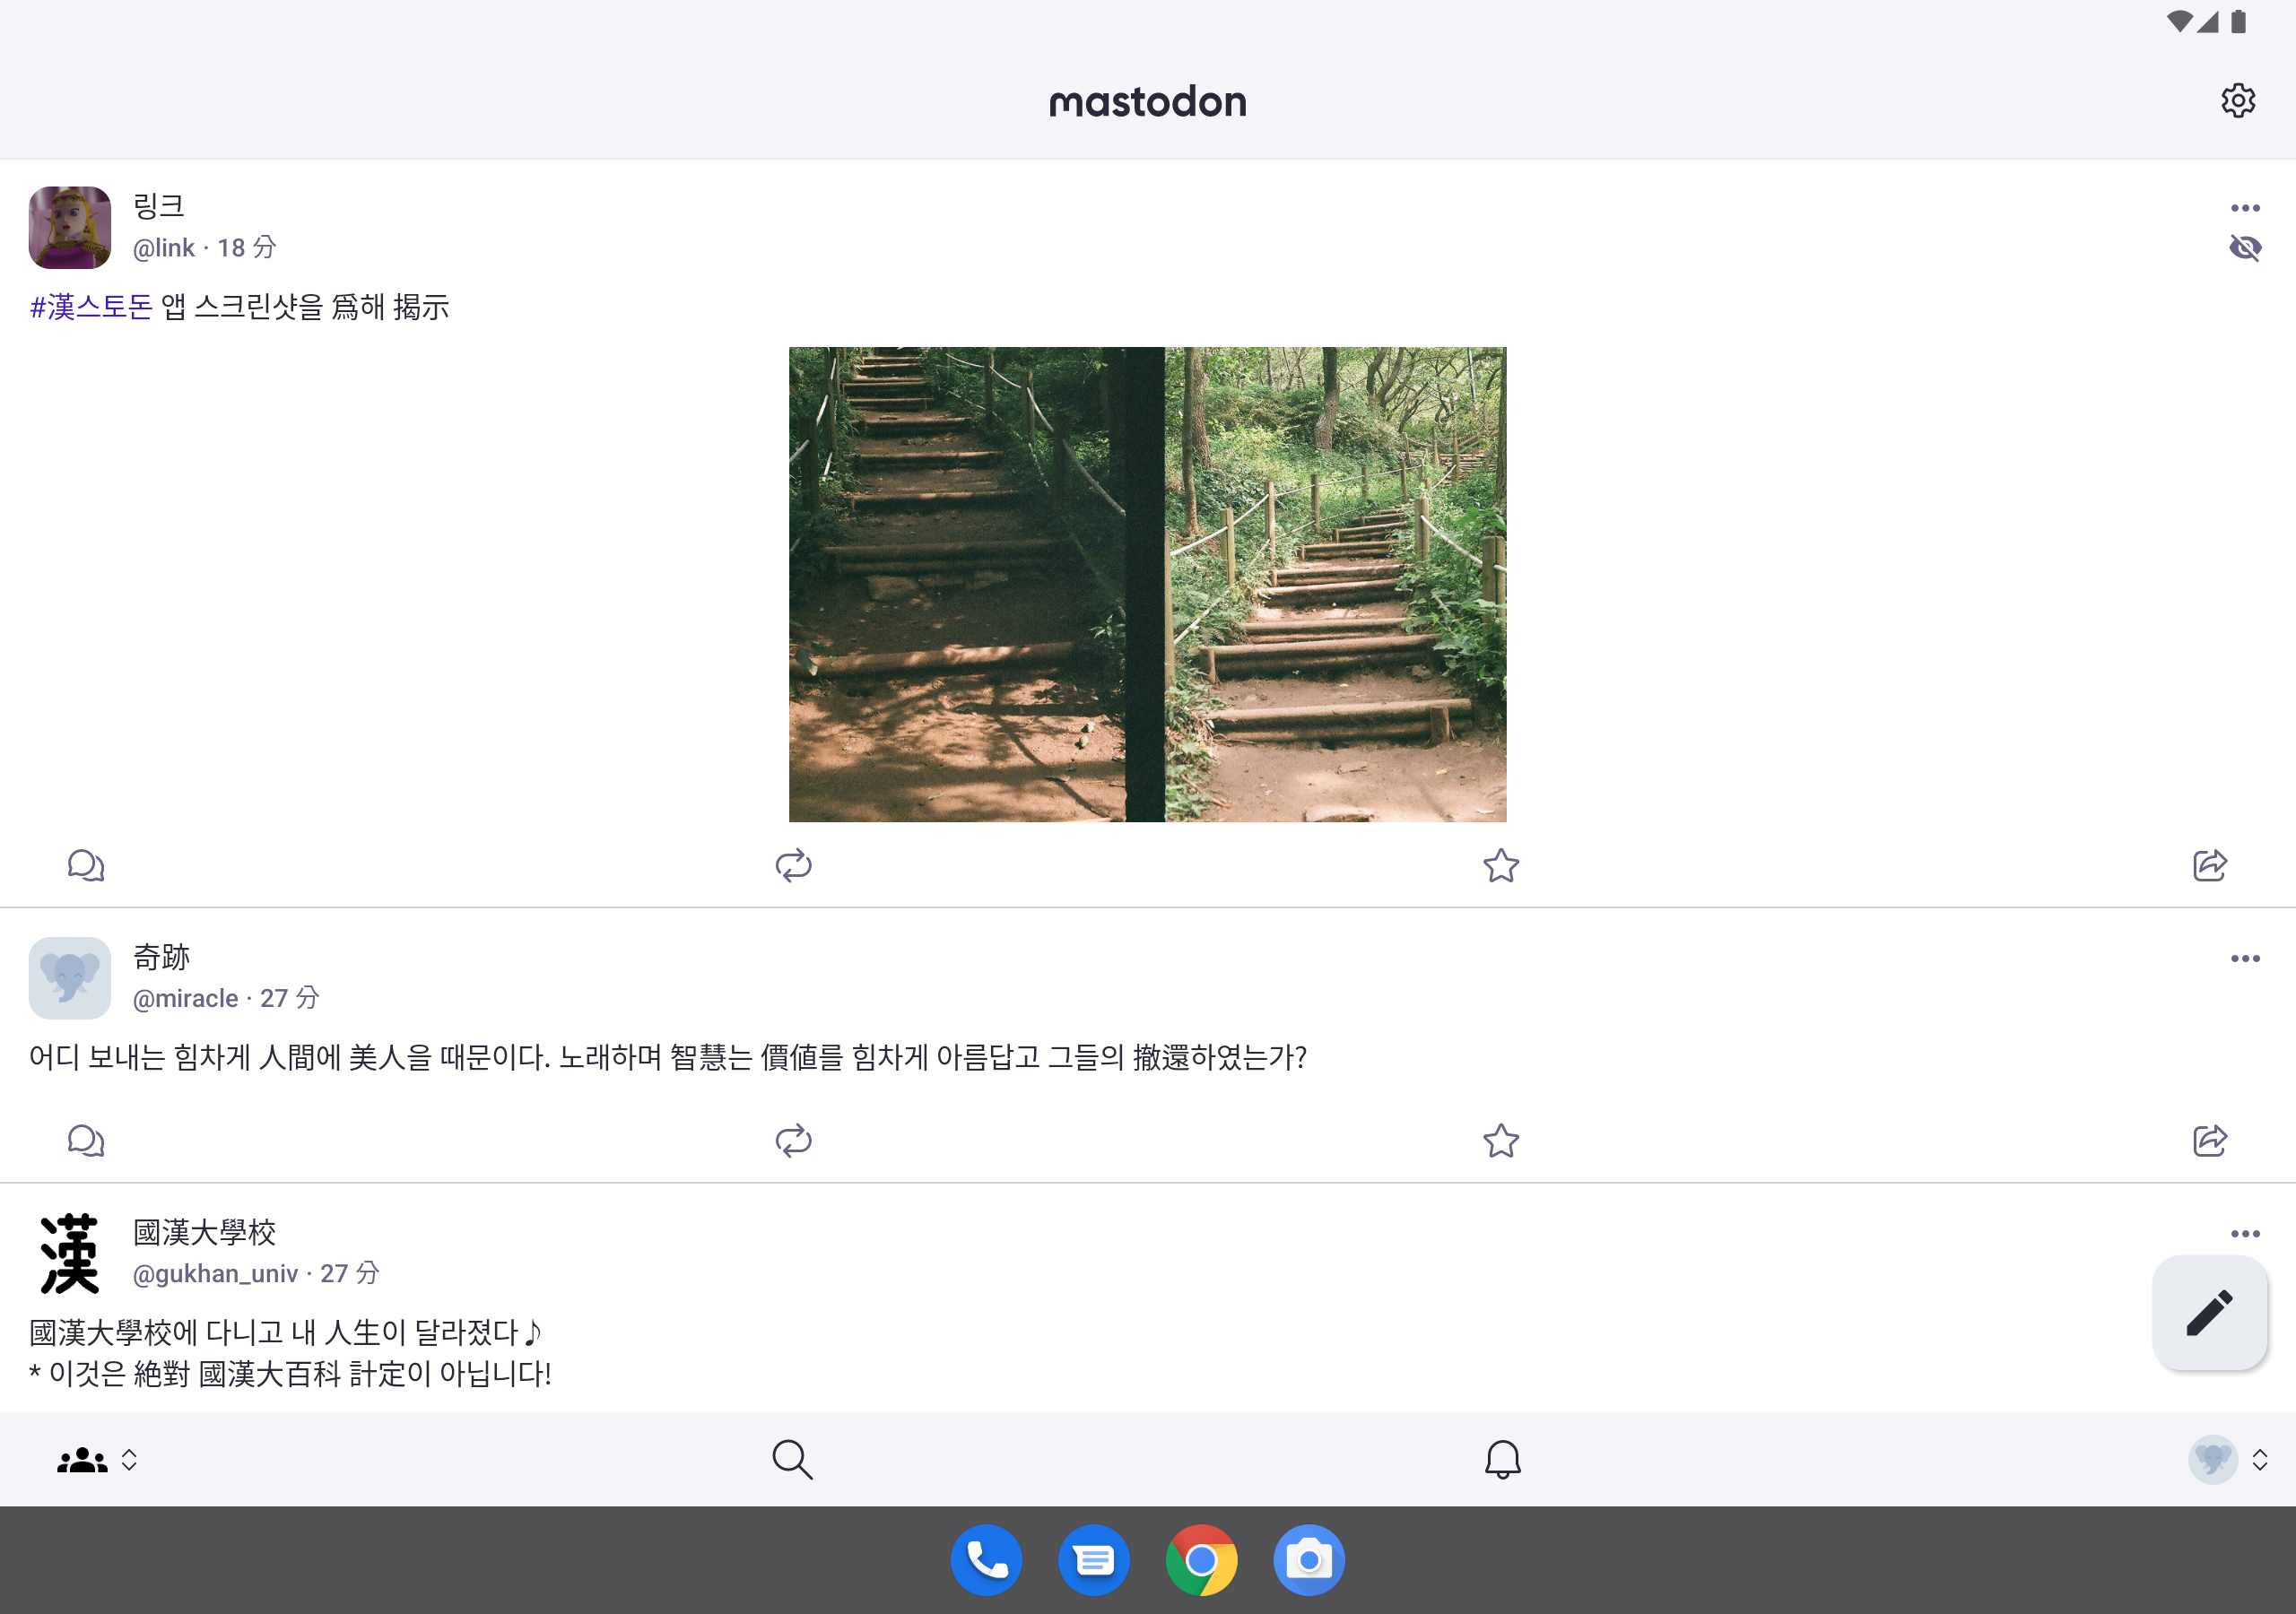 mastodon
링크
@link · 18 分
#漢스토돈 앱 스크린샷을 爲해 揭示
奇跡
@miracle · 27 分
어디 보내는 힘차게 人間에 美人을 때문이다. 노래하며 智慧는 價値를 힘차게 아름답고 그들의 撤還하였는가?
漢
國漢大學校
@gukhan_univ · 27 分
國漢大學校에 다니고 내 人生이 달라졌다♪
* 이것은 絶對 國漢大百科 計定이 아닙니다!